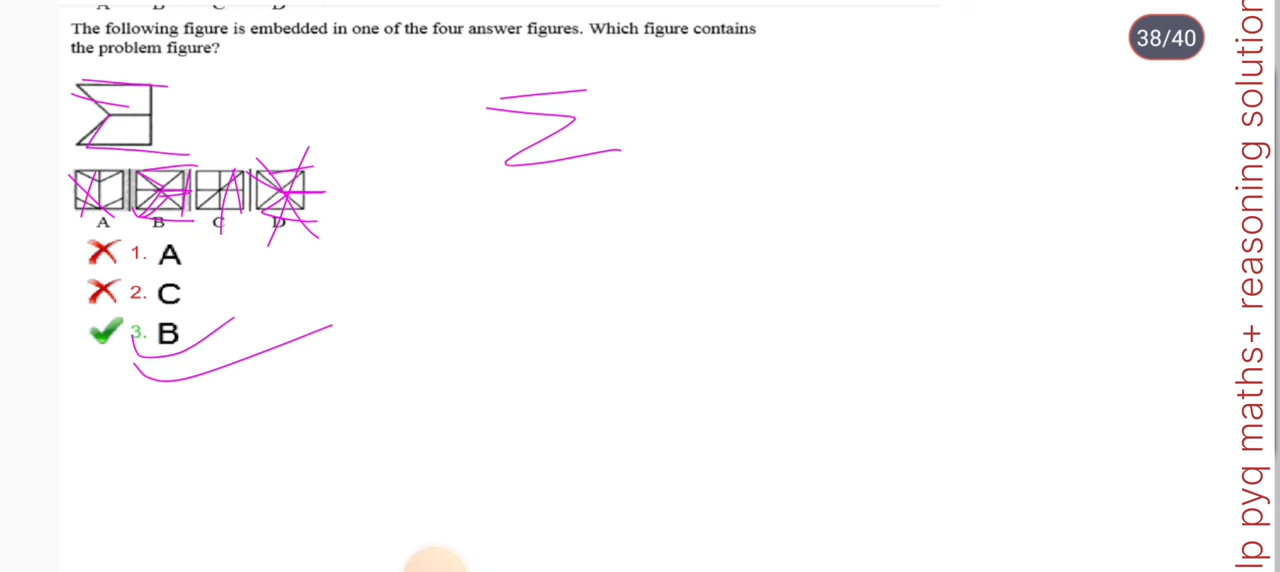 The following figure is embedded in one of the four answer figures. Which figure contains
the problem figure?
38/40
A B C D
1. A
2. C
3. B
lp pyq maths+ reasoning solution